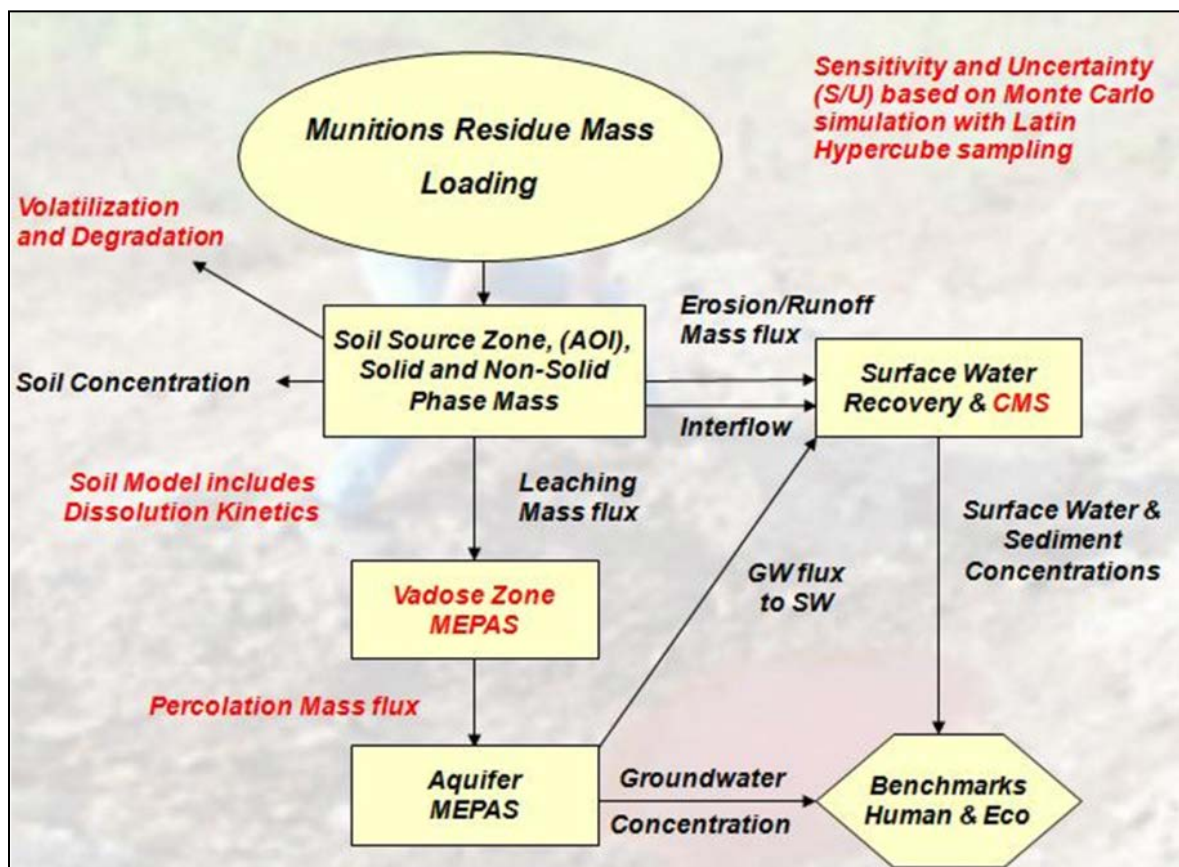 Munitions Residue Mass
Loading
Sensitivity and Uncertainty
(S/U) based on Monte Carlo
simulation with Latin
Hypercube sampling
Volatilization
and Degradation
Soil Source Zone, (AOI),
Solid and Non-Solid
Phase Mass
Erosion/Runoff
Mass flux
Soil Concentration
Interflow
Surface Water
Recovery & CMS
Soil Model includes
Dissolution Kinetics
Leaching
Mass flux
Surface Water &
Sediment
Concentrations
GW flux
to SW
Vadose Zone
MEPAS
Percolation Mass flux
Aquifer
MEPAS
Groundwater
Concentration
Benchmarks
Human & Eco